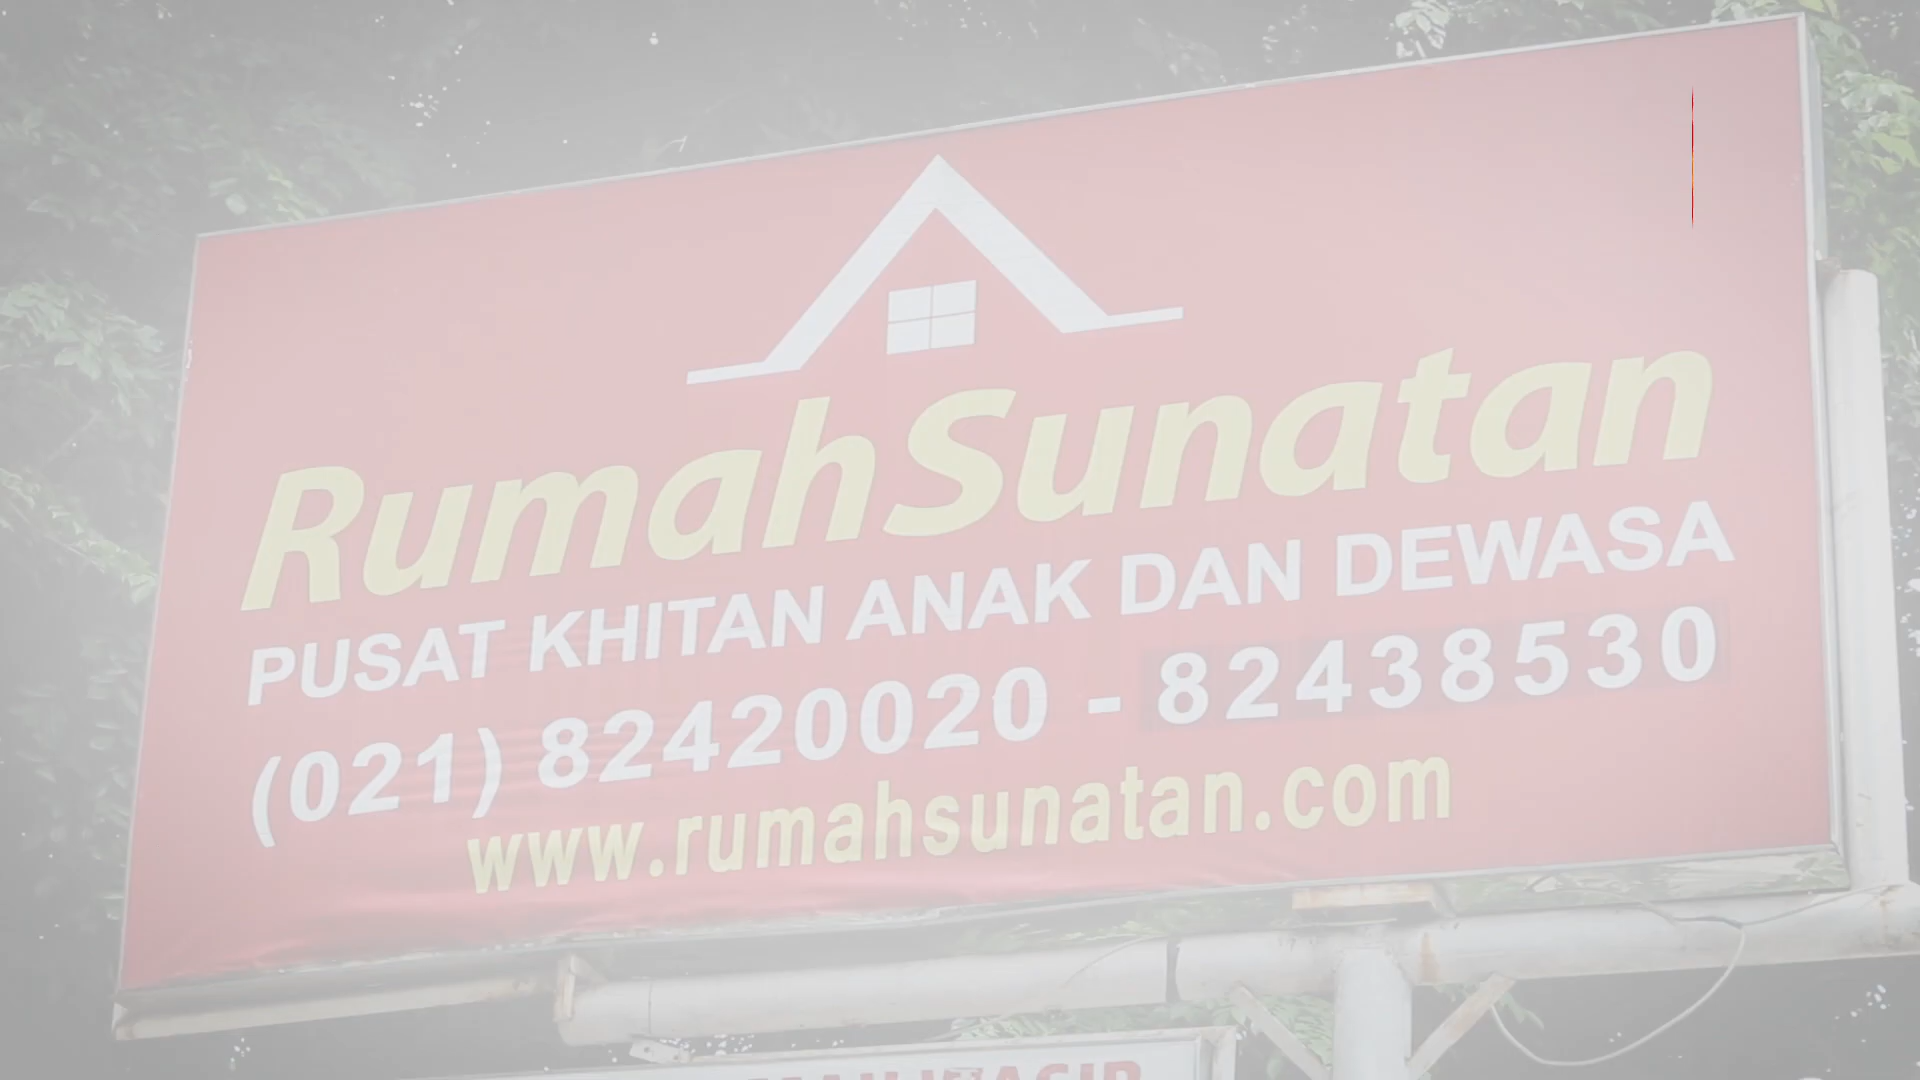 RumahSunatan
PUSAT KHITAN ANAK DAN DEWASA
(021) 82420020 - 82438530
www.rumahsunatan.com